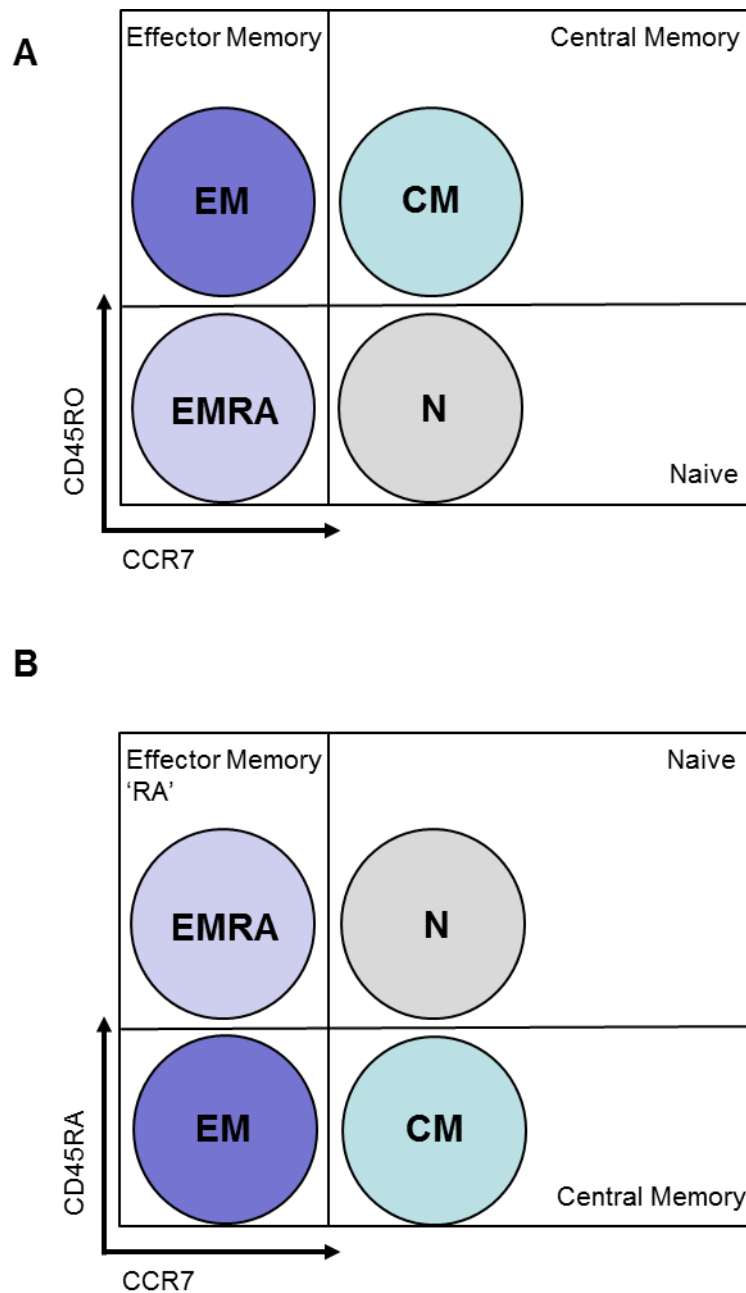 A
Effector Memory
Central Memory
EM
CM
EMRA
N
Naive
CD45RO
CCR7
B
Effector Memory
‘RA’
Naive
EMRA
N
EM
CM
Central Memory
CD45RA
CCR7